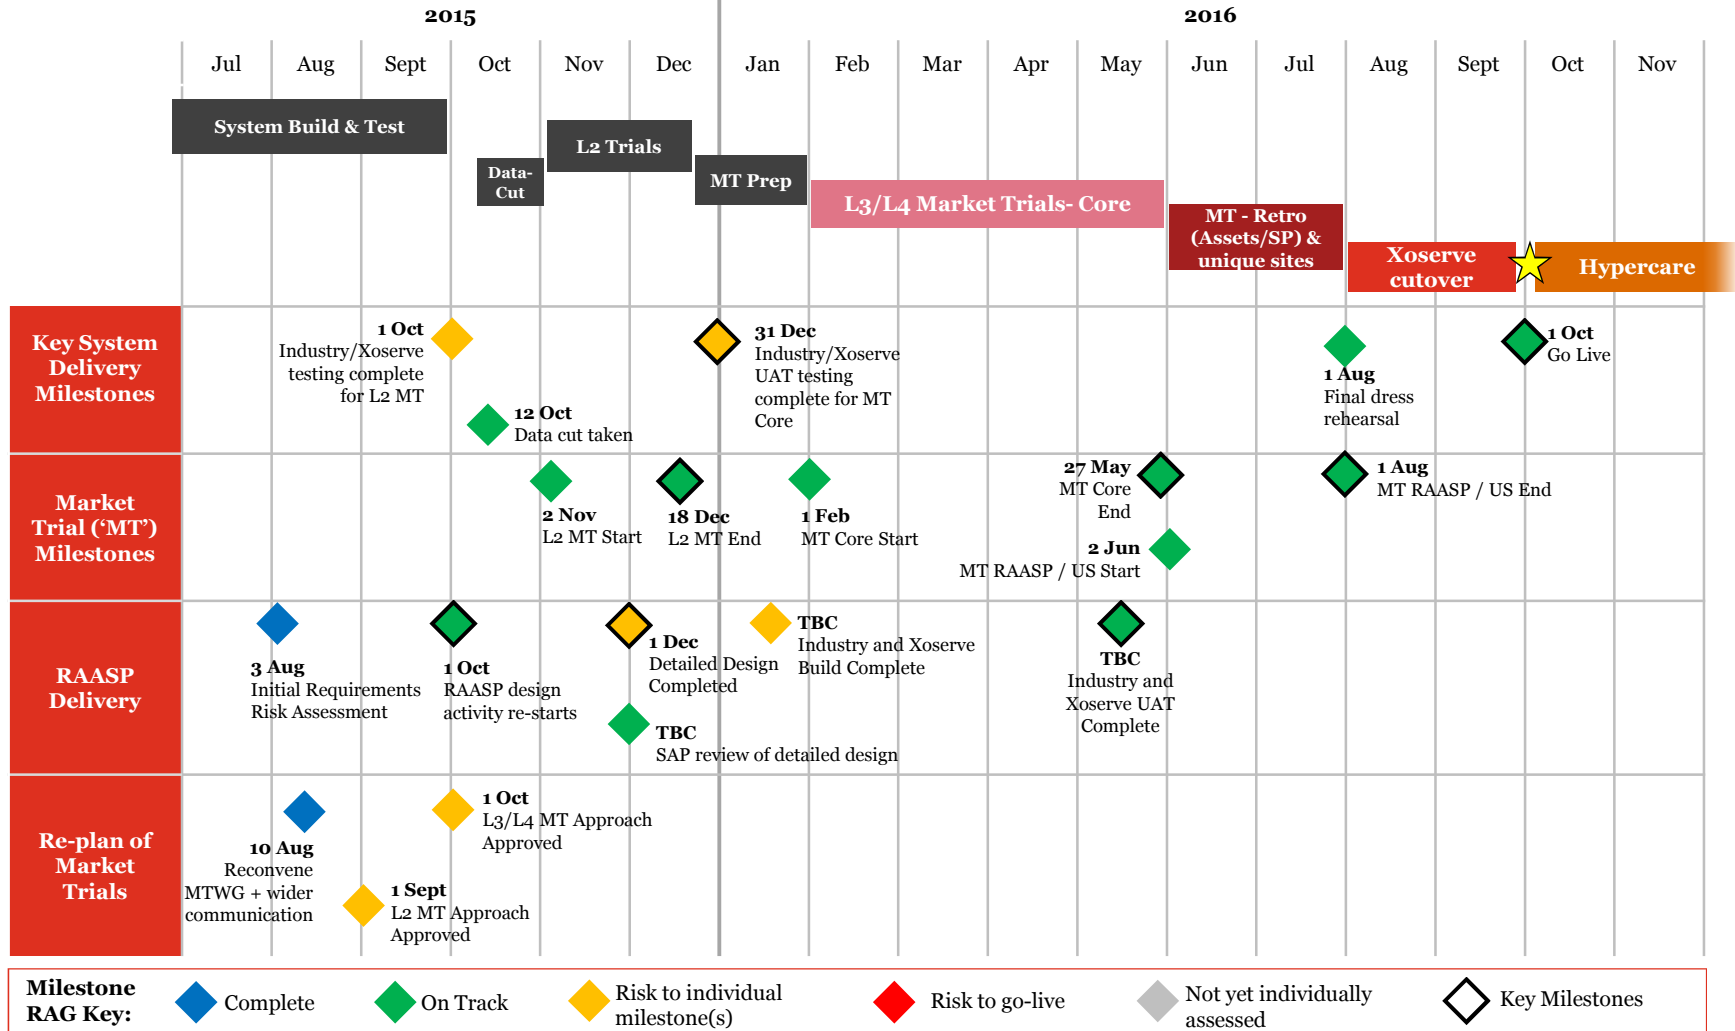 2015
2016
Jul
Aug
Sept
Oct
Nov
Dec
Jan
Feb
Mar
Apr
May
Jun
Jul
Aug
Sept
Oct
Nov
System Build & Test
Data-
Cut
L2 Trials
MT Prep
L3/L4 Market Trials- Core
MT - Retro
(Assets/SP) &
unique sites
Xoserve
cutover
Hypercare
Key System
Delivery
Milestones
1 Oct
Industry/Xoserve
testing complete
for L2 MT
12 Oct
Data cut taken
31 Dec
Industry/Xoserve
UAT testing
complete for MT
Core
1 Aug
Final dress
rehearsal
1 Oct
Go Live
Market
Trial (‘MT’)
Milestones
2 Nov
L2 MT Start
18 Dec
L2 MT End
1 Feb
MT Core Start
27 May
MT Core
End
2 Jun
MT RAASP / US Start
1 Aug
MT RAASP / US End
RAASP
Delivery
3 Aug
Initial Requirements
Risk Assessment
1 Oct
RAASP design
activity re-starts
1 Dec
Detailed Design
Completed
TBC
SAP review of detailed design
TBC
Industry and Xoserve
Build Complete
TBC
Industry and
Xoserve UAT
Complete
Re-plan of
Market
Trials
10 Aug
Reconvene
MTWG + wider
communication
1 Sept
L2 MT Approach
Approved
1 Oct
L3/L4 MT Approach
Approved
Milestone
RAG Key:
Complete
On Track
Risk to individual
milestone(s)
Risk to go-live
Not yet individually
assessed
Key Milestones